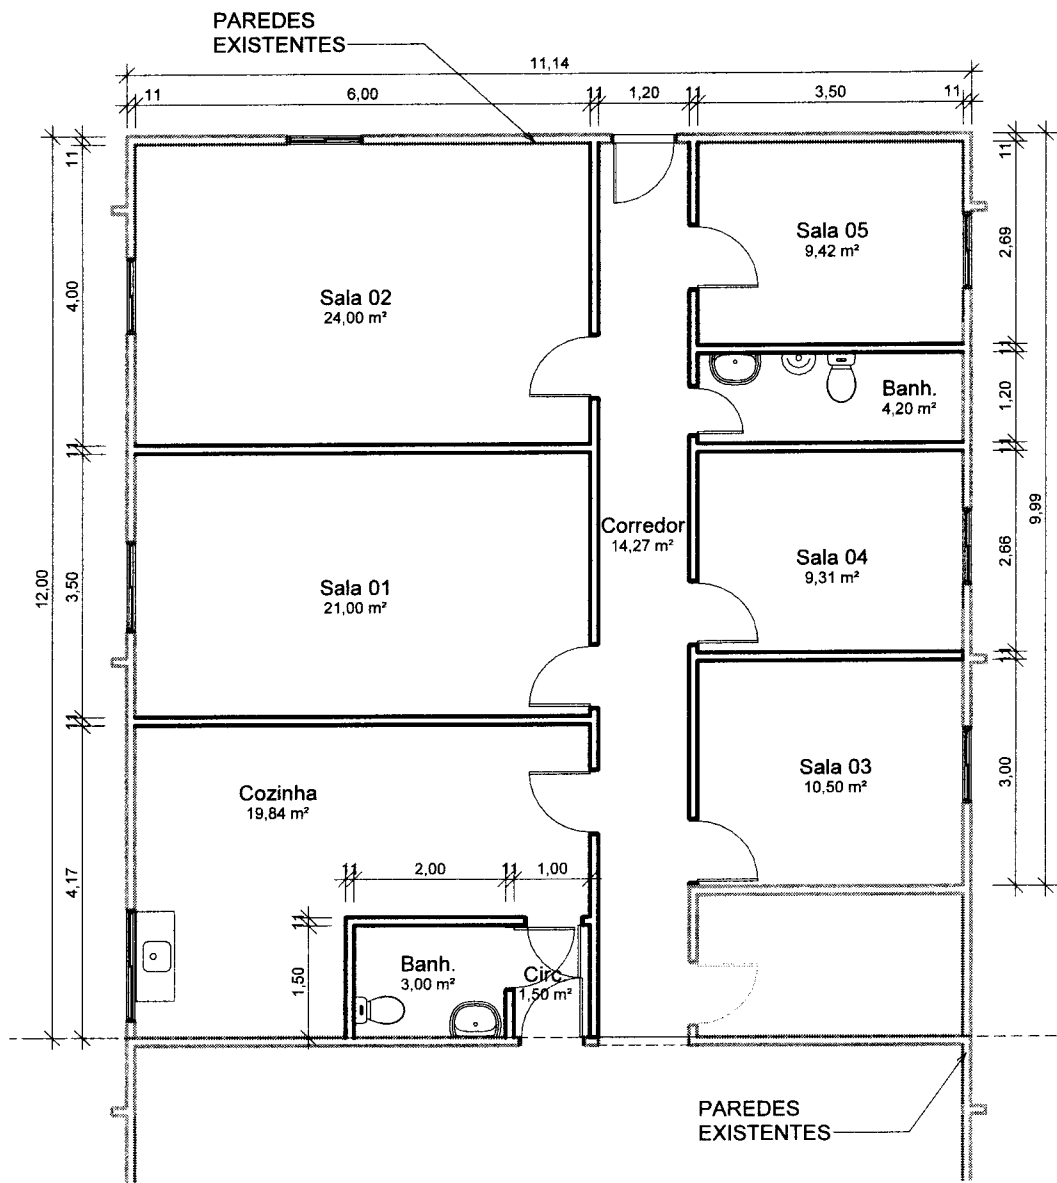 PAREDES
EXISTENTES
11,14
11
6,00
11
1,20
11
3,50
11
11
11
Sala 05
9,42 m²
2,69
4,00
Sala 02
24,00 m²
11
Banh.
4,20 m²
1,20
11
11
9,99
Corredor
14,27 m²
Sala 04
9,31 m²
2,66
12,00
3,50
Sala 01
21,00 m²
11
11
Sala 03
10,50 m²
3,00
Cozinha
19,84 m²
4,17
11
2,00
11
1,00
11
1,50
Banh.
3,00 m²
Circ.
1,50 m²
PAREDES
EXISTENTES